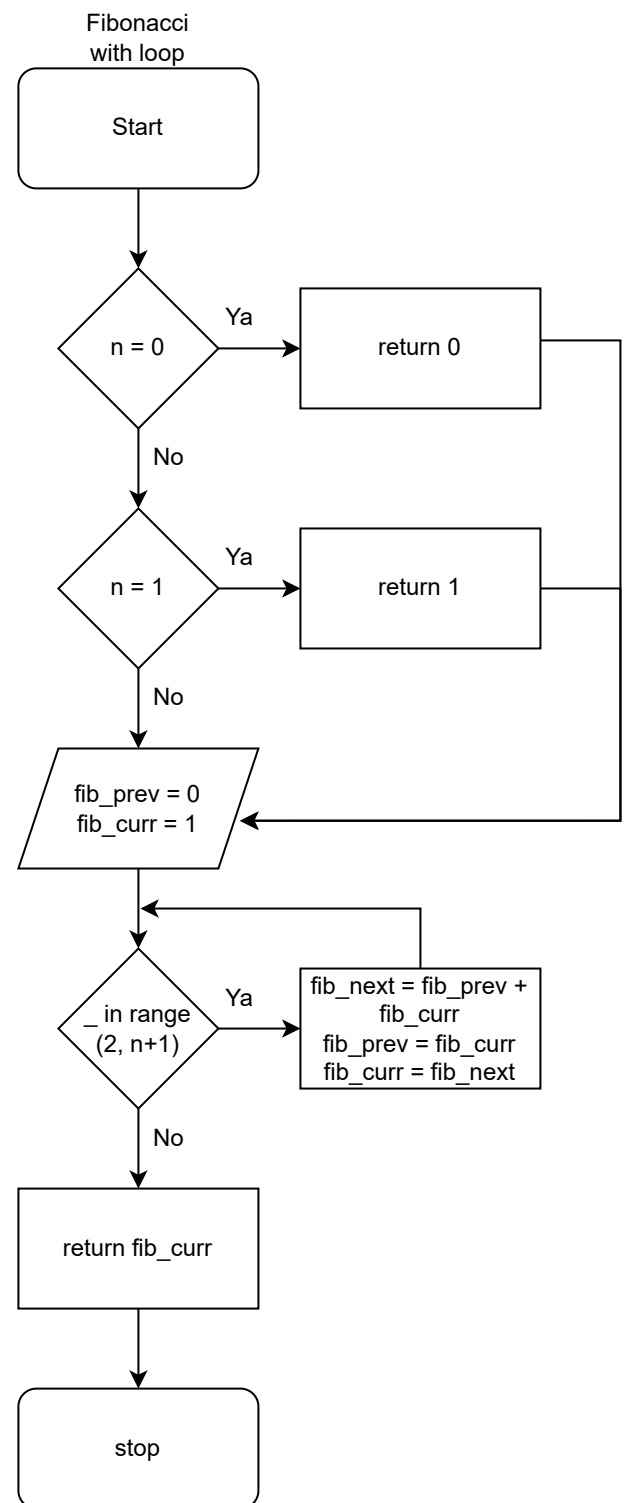 Fibonacci
with loop
Start
n = 0
Ya
return 0
No
n = 1
Ya
return 1
No
fib_prev = 0
fib_curr = 1
_ in range
(2, n+1)
Ya
fib_next = fib_prev +
fib_curr
fib_prev = fib_curr
fib_curr = fib_next
No
return fib_curr
stop